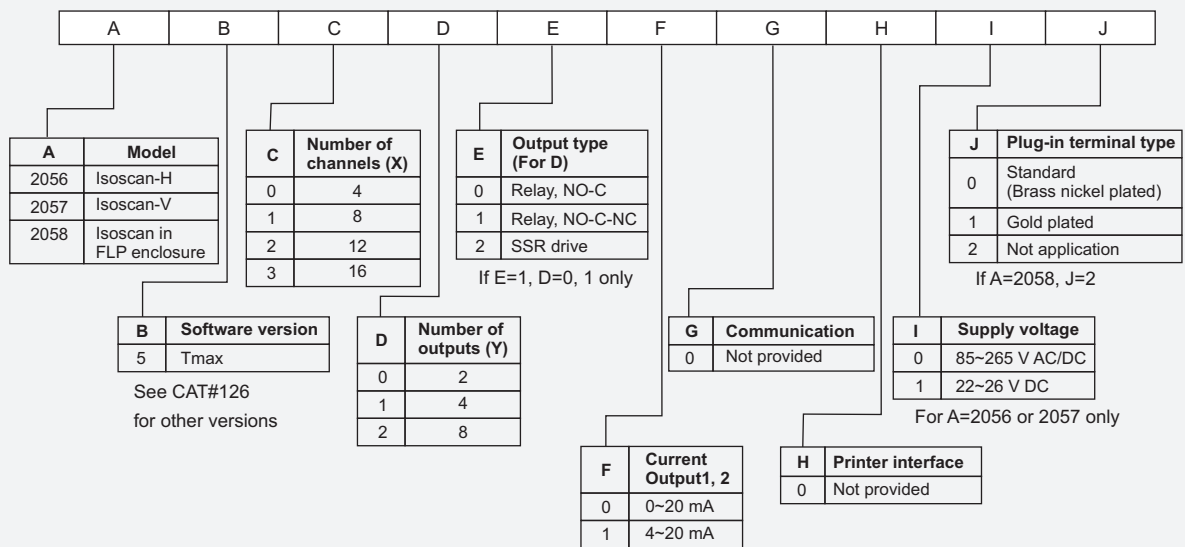 A B C D E F G H I J
A Model
2056 Isoscan-H
2057 Isoscan-V
2058 Isoscan in
FLP enclosure
B Software version
5 Tmax
See CAT#126
for other versions
C Number of
channels (X)
0 4
1 8
2 12
3 16
D Number of
outputs (Y)
0 2
1 4
2 8
E Output type
(For D)
0 Relay, NO-C
1 Relay, NO-C-NC
2 SSR drive
If E=1, D=0, 1 only
F Current
Output1, 2
0 0~20 mA
1 4~20 mA
G Communication
0 Not provided
H Printer interface
0 Not provided
I Supply voltage
0 85~265 V AC/DC
1 22~26 V DC
For A=2056 or 2057 only
J Plug-in terminal type
0 Standard
(Brass nickel plated)
1 Gold plated
2 Not application
If A=2058, J=2